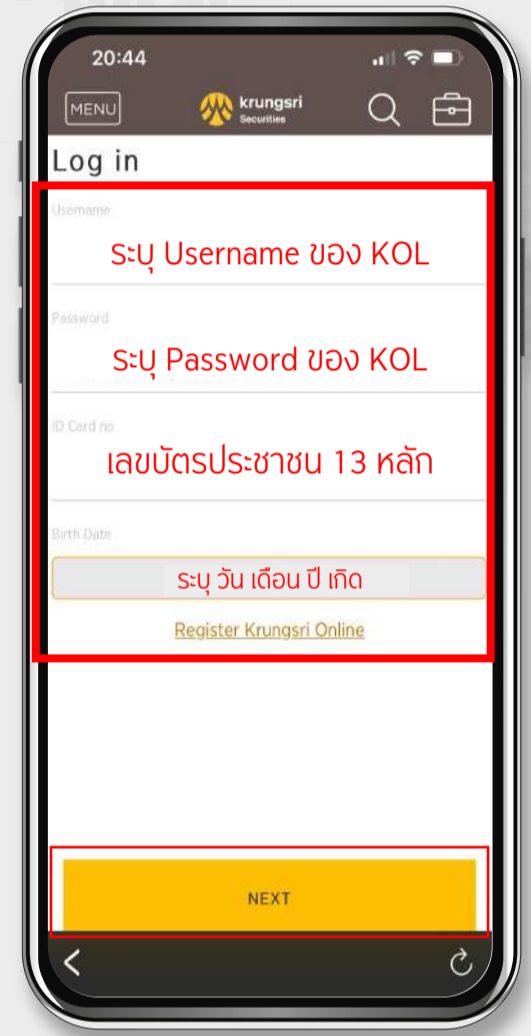 20:44
MENU
krungsri
Securities
Log in
Username
ระบุ Username ของ KOL
Password
ระบุ Password ของ KOL
ID Card no
เลขบัตรประชาชน 13 หลัก
Birth Date
ระบุ วัน เดือน ปี เกิด
Register Krungsri Online
NEXT